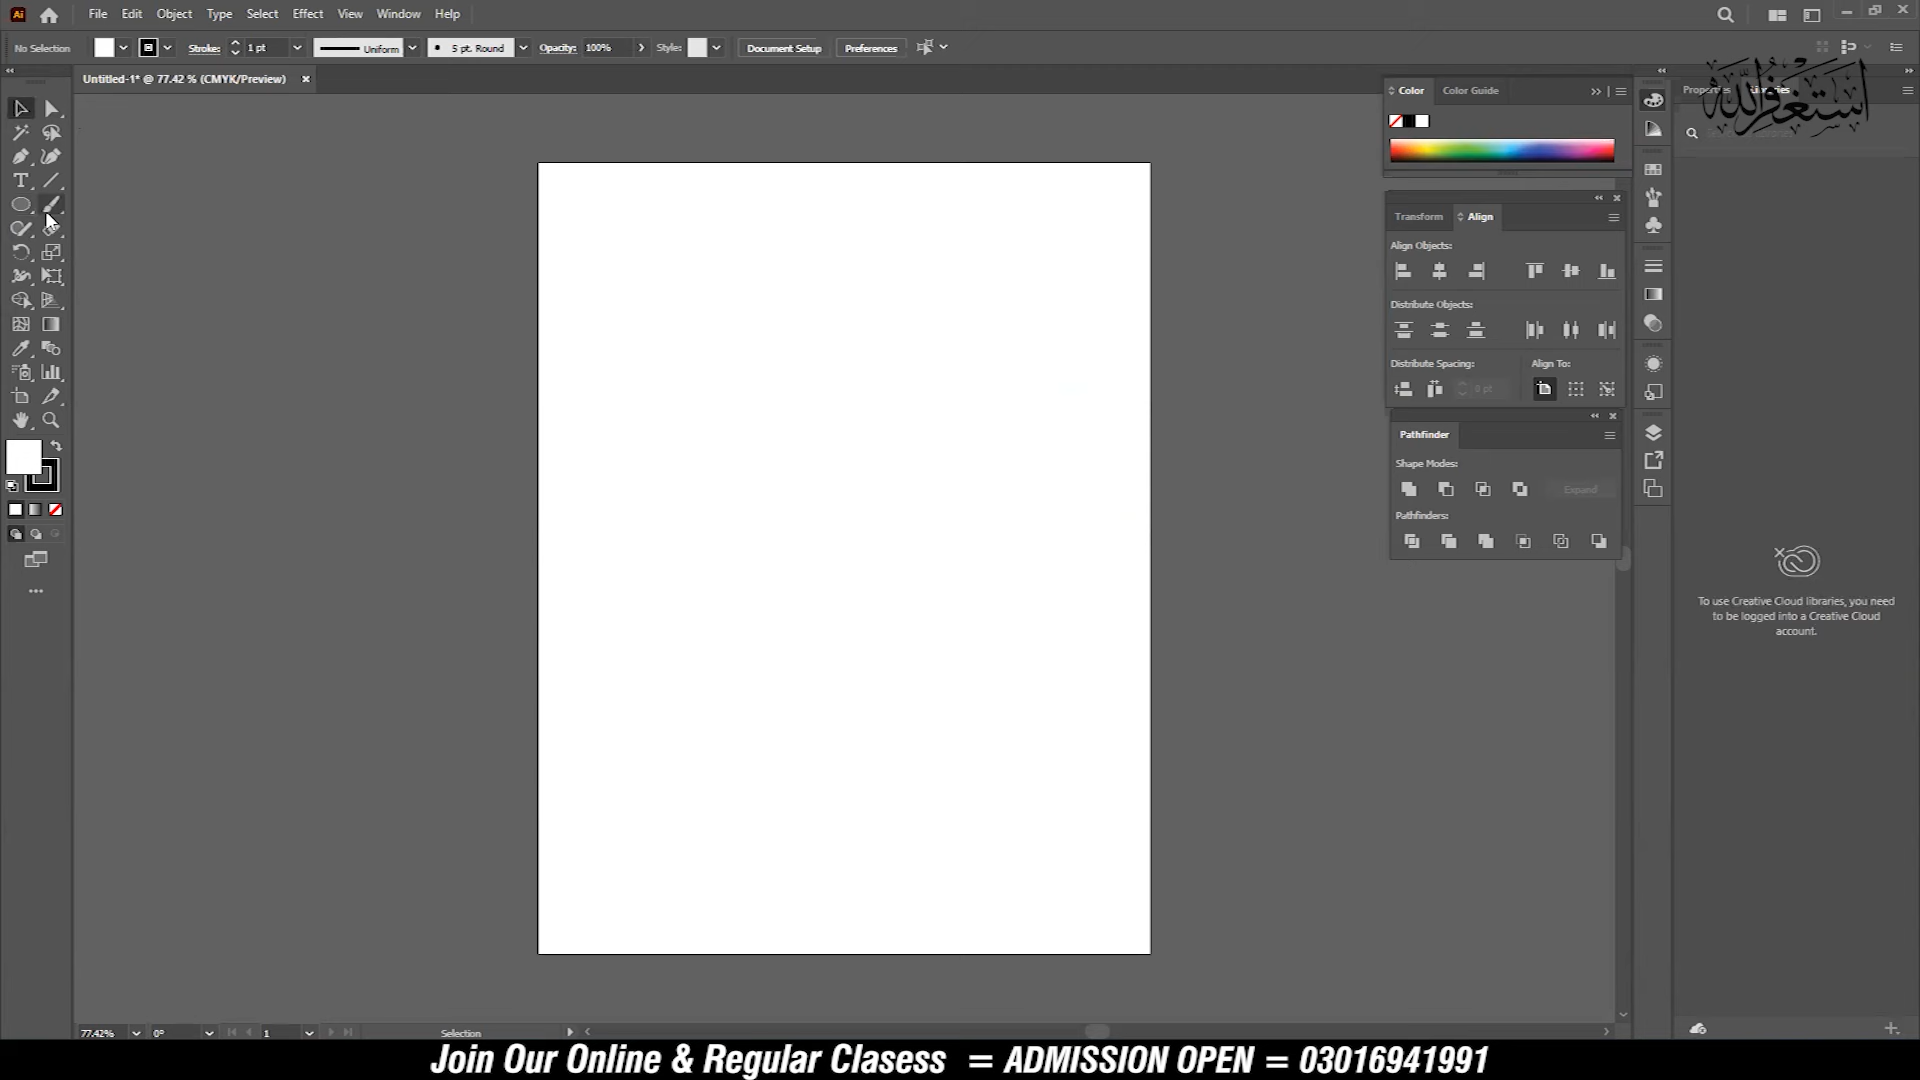 Ai File Edit Object Type Select Effect View Window Help
No Selection Stroke: 1 pt Uniform 5 pt. Round Opacity: 100% Style: Document Setup Preferences
Untitled-1* @ 77.42 % (CMYK/Preview) ×
Color Color Guide
Properties Libraries
أستغفر الله
T
Transform Align
Align Objects:
Distribute Objects:
Distribute Spacing: Align To:
0 pt
Pathfinder
Shape Modes:
Expand
Pathfinders:
To use Creative Cloud libraries, you need
to be logged into a Creative Cloud
account.
77.42% 0° 1 Selection
Join Our Online & Regular Clasess = ADMISSION OPEN = 03016941991